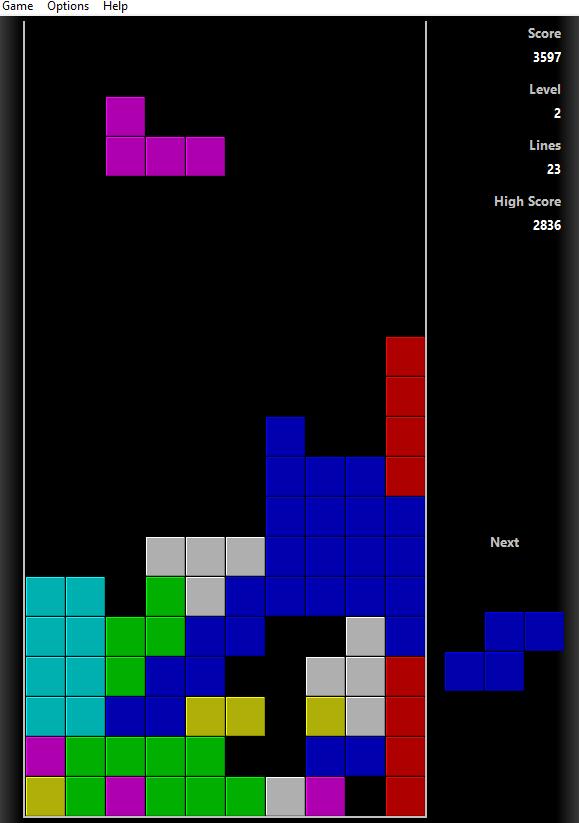 Game Options Help
Score
3597
Level
2
Lines
23
High Score
2836
Next